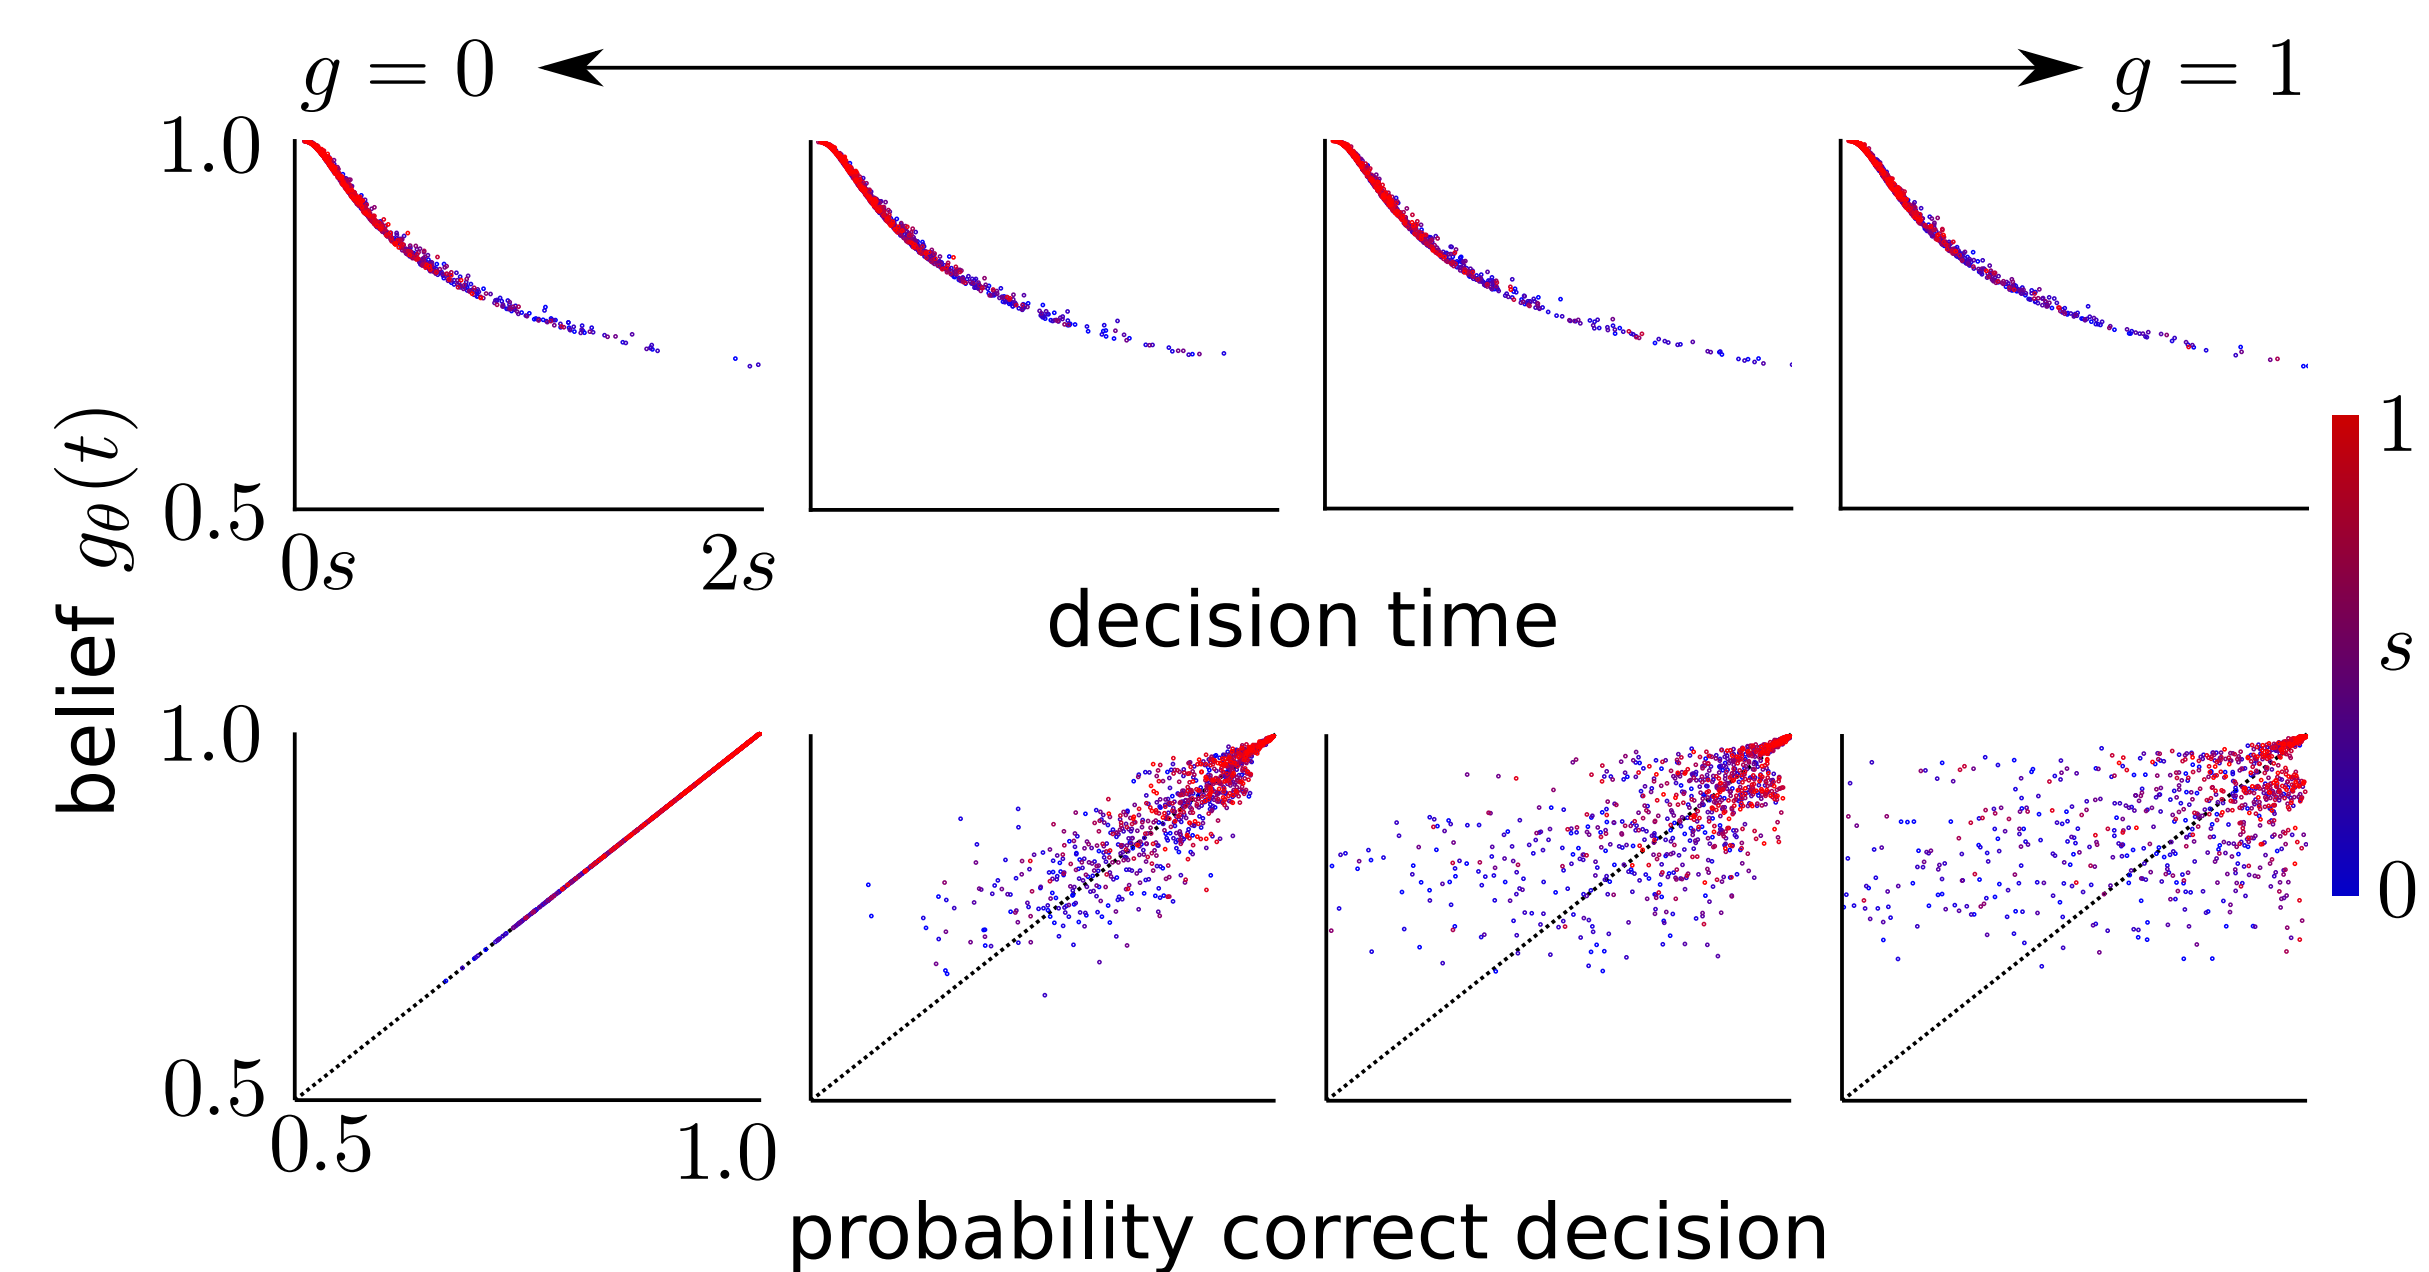 g = 0 g = 1
1.0
0.5
0s 2s
decision time
belief g_θ(t)
1
s
0
1.0
0.5
0.5 1.0
probability correct decision